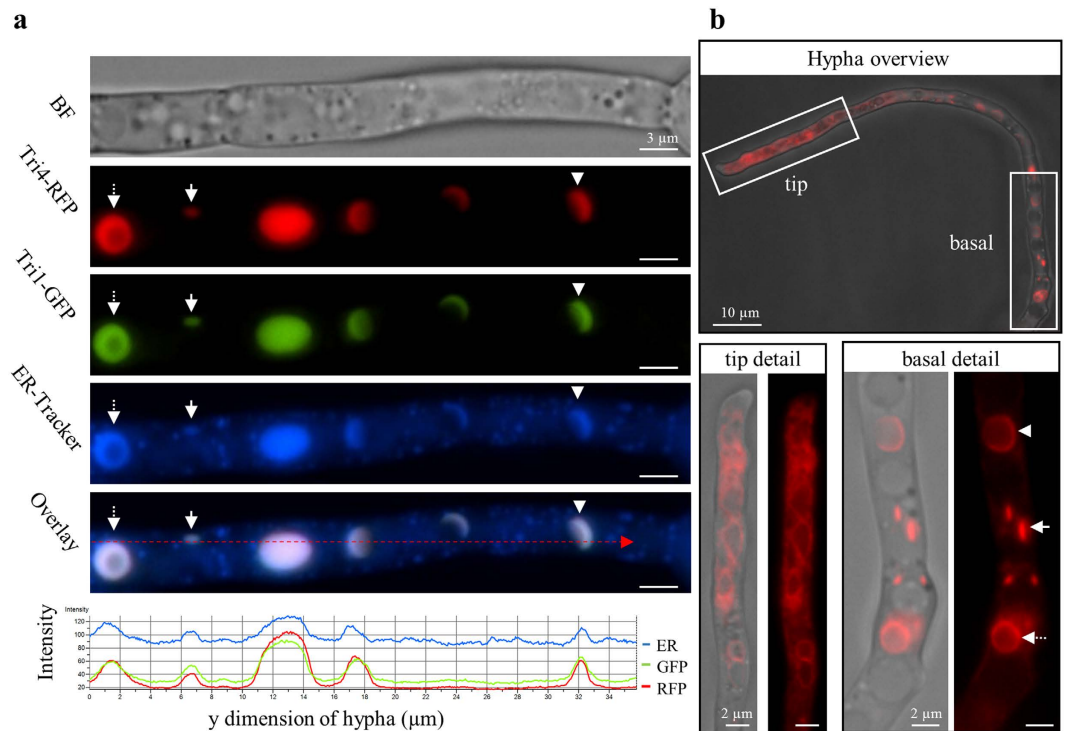 a
BF
3 µm
Tri4-RFP
Tri1-GFP
ER-Tracker
Overlay
Intensity
Intensity
120
100
80
60
40
20
0 2 4 6 8 10 12 13 14 16 18 20 22 24 26 28 30 32 34
ER
GFP
RFP
y dimension of hypha (µm)
b
Hypha overview
tip
basal
10 µm
tip detail
basal detail
2 µm
2 µm